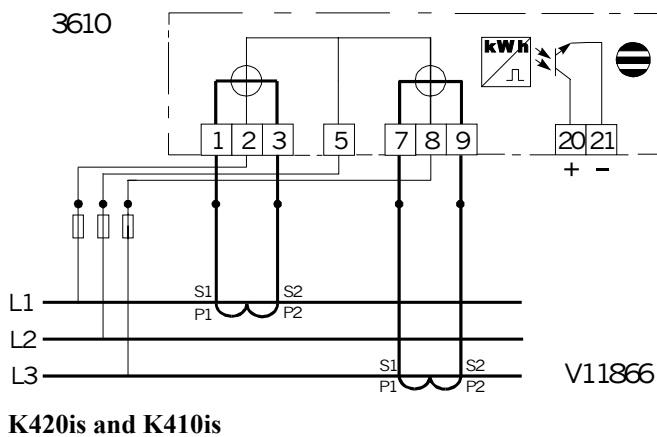 3610
kWh
1 2 3 5 7 8 9 20 21
+ −
S1 S2
L1
P1 P2
L2
S1 S2
L3
P1 P2
V11866
K420is and K410is